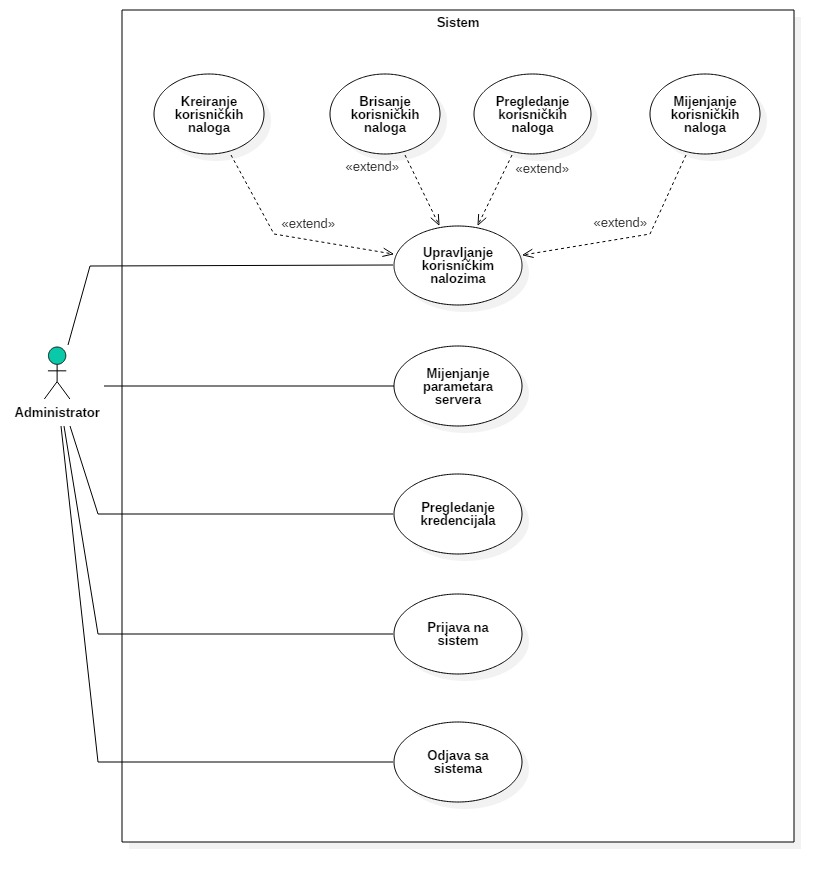 Sistem
Kreiranje
korisničkih
naloga
Brisanje
korisničkih
naloga
Pregledanje
korisničkih
naloga
Mijenjanje
korisničkih
naloga
«extend»
«extend»
«extend»
«extend»
Upravljanje
korisničkim
nalozima
Mijenjanje
parametara
servera
Administrator
Pregledanje
kredencijala
Prijava na
sistem
Odjava sa
sistema